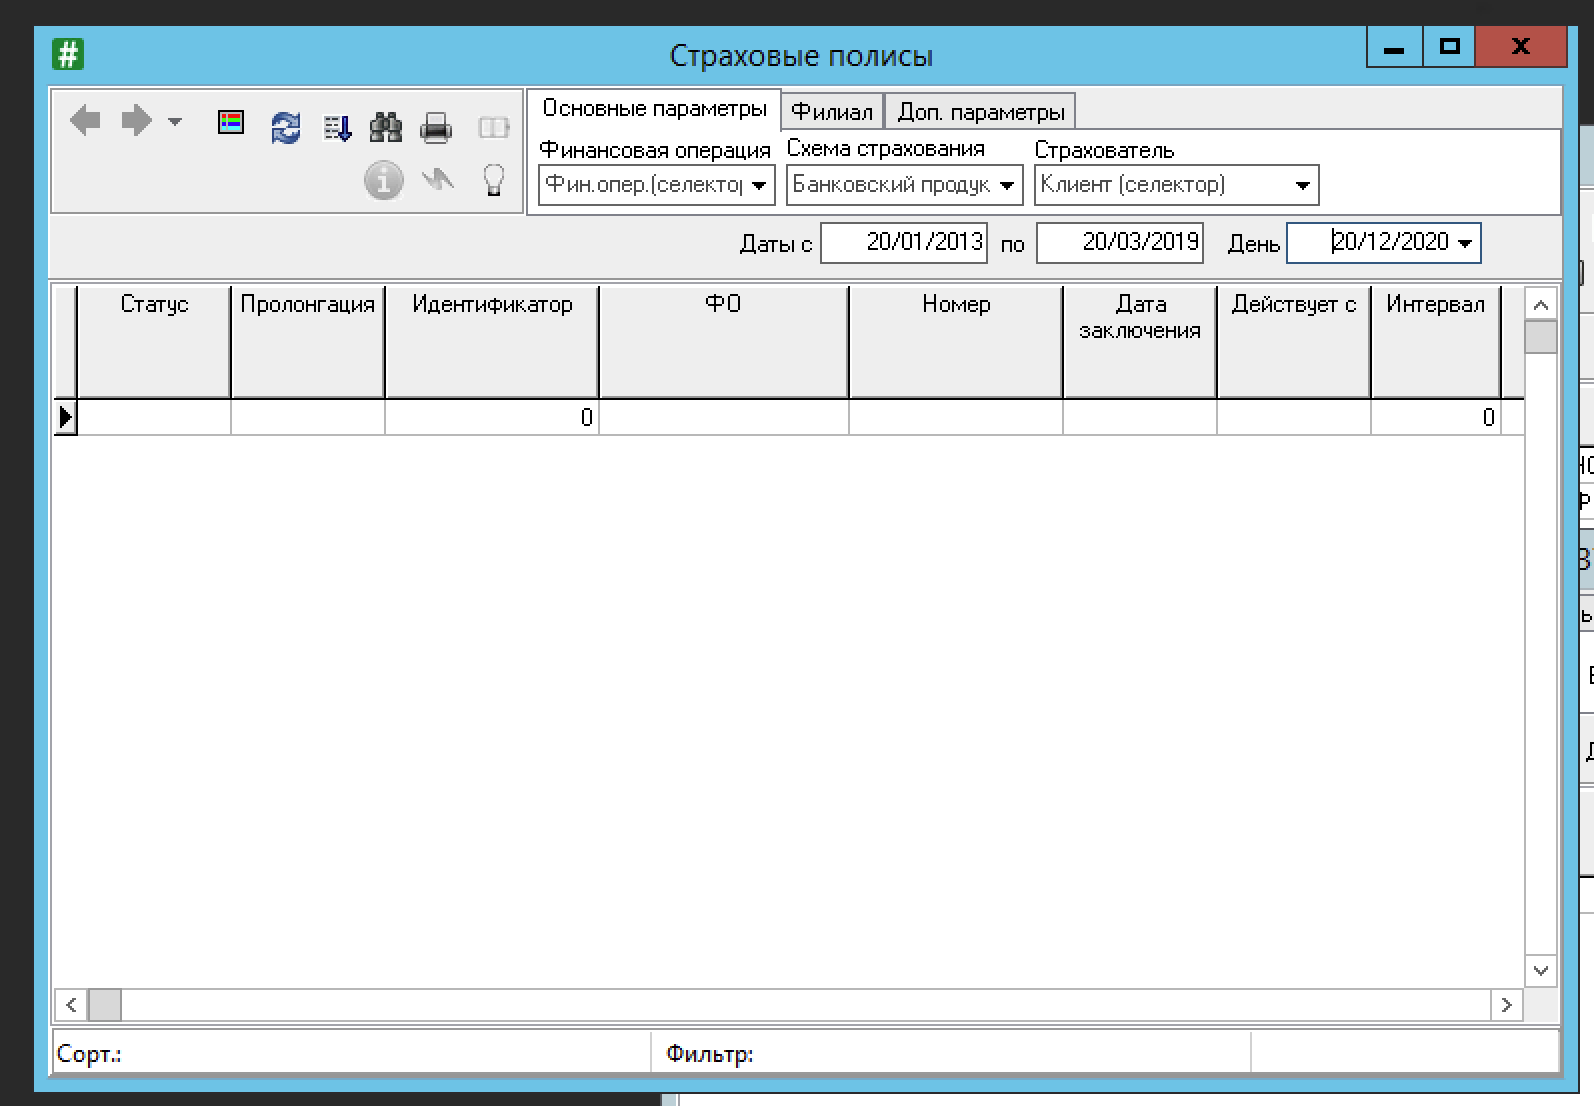 Страховые полисы
Основные параметры Филиал Доп. параметры
Финансовая операция Схема страхования Страхователь
Фин.опер.(селектор Банковский продук Клиент (селектор)
Даты с 20/01/2013 по 20/03/2019 День 20/12/2020
Статус Пролонгация Идентификатор ФО Номер Дата заключения Действует с Интервал
0 0
Сорт.: Фильтр: